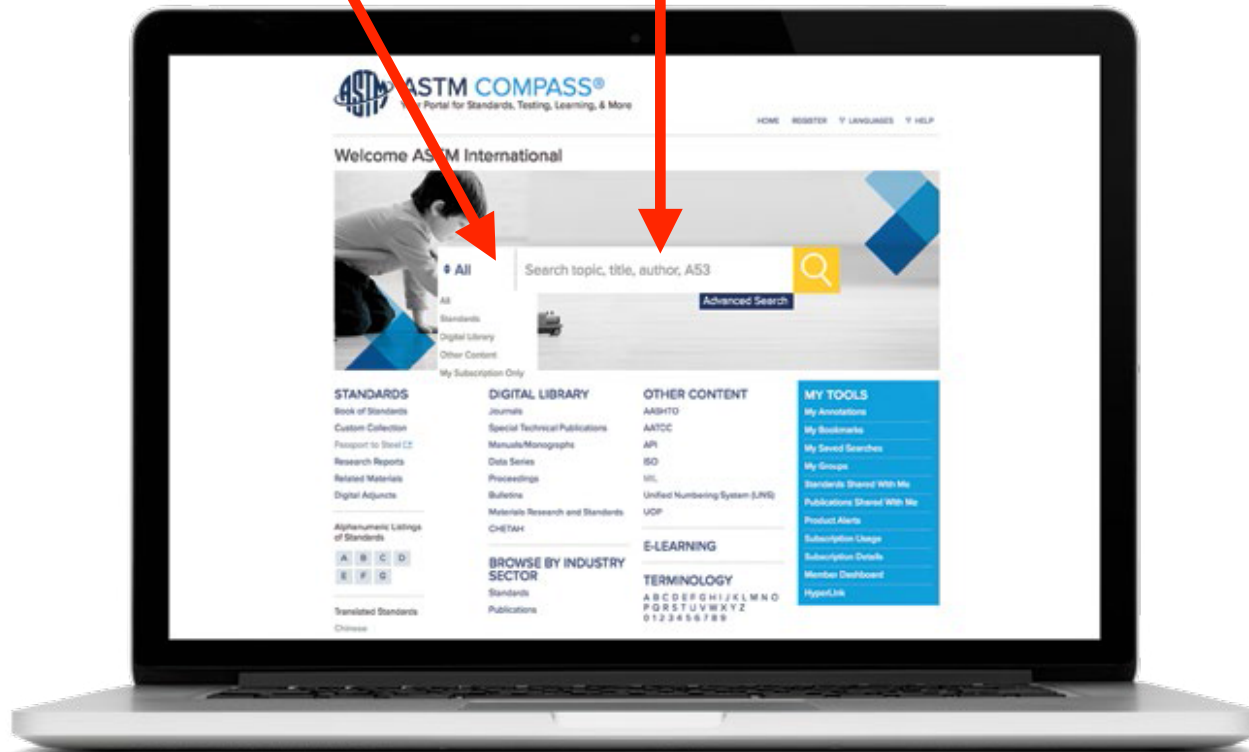 ASTM
ASTM COMPASS®
Your Portal for Standards, Testing, Learning, & More
HOME REGISTER ∇ LANGUAGES ∇ HELP
Welcome ASTM International
All
Search topic, title, author, A53
Advanced Search
All
Standards
Digital Library
Other Content
My Subscription Only
STANDARDS
Book of Standards
Custom Collection
Passport to Steel
Research Reports
Related Materials
Digital Adjuncts
Alphanumeric Listings
of Standards
A B C D
E F G
Translated Standards
Chinese
DIGITAL LIBRARY
Journals
Special Technical Publications
Manuals/Monographs
Data Series
Proceedings
Bulletins
Materials Research and Standards
CHETAH
BROWSE BY INDUSTRY
SECTOR
Standards
Publications
OTHER CONTENT
AASHTO
AATCC
API
ISO
MIL
Unified Numbering System (UNS)
UOP
E-LEARNING
TERMINOLOGY
A B C D E F G H I J K L M N O
P Q R S T U V W X Y Z
0 1 2 3 4 5 6 7 8 9
MY TOOLS
My Annotations
My Bookmarks
My Saved Searches
My Groups
Standards Shared With Me
Publications Shared With Me
Product Alerts
Subscription Usage
Subscription Details
Member Dashboard
HyperLink